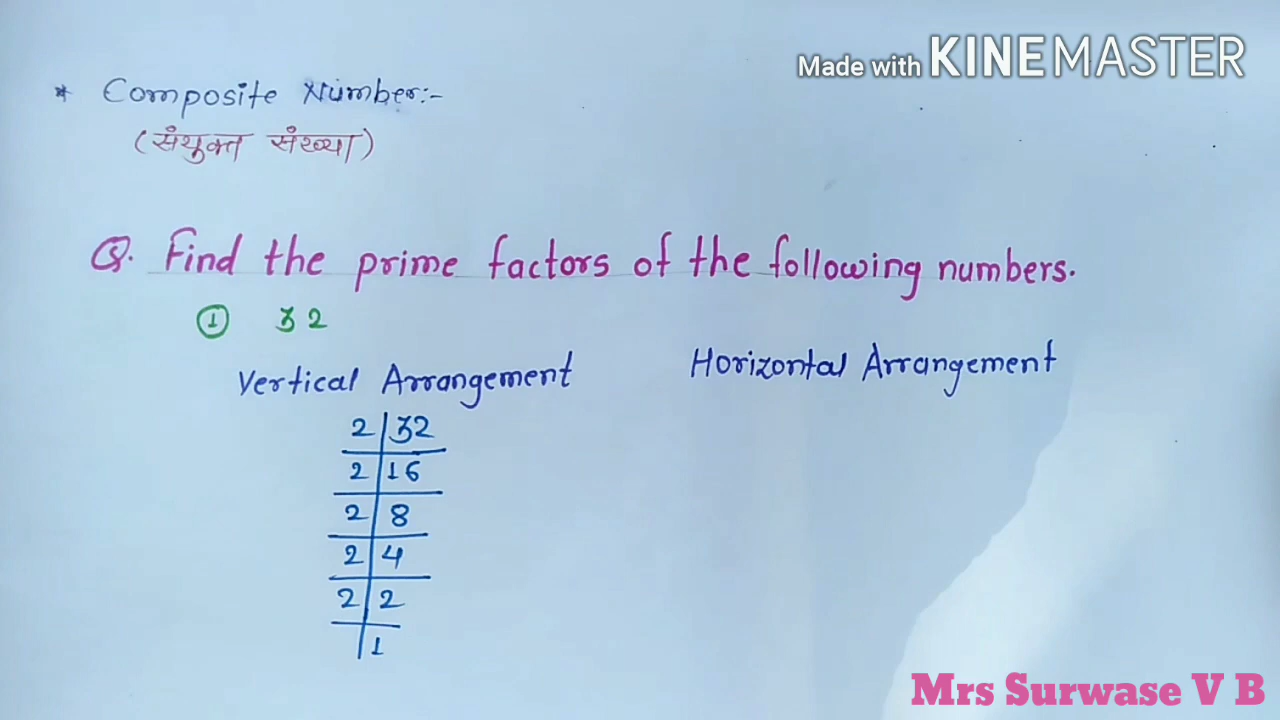 Made with KINEMASTER
* Composite Number:-
(संयुक्त संख्या)
Q. Find the prime factors of the following numbers.
① 32
Vertical Arrangement
2 | 32
2 | 16
2 | 8
2 | 4
2 | 2
| 1
Horizontal Arrangement
Mrs Surwase V B